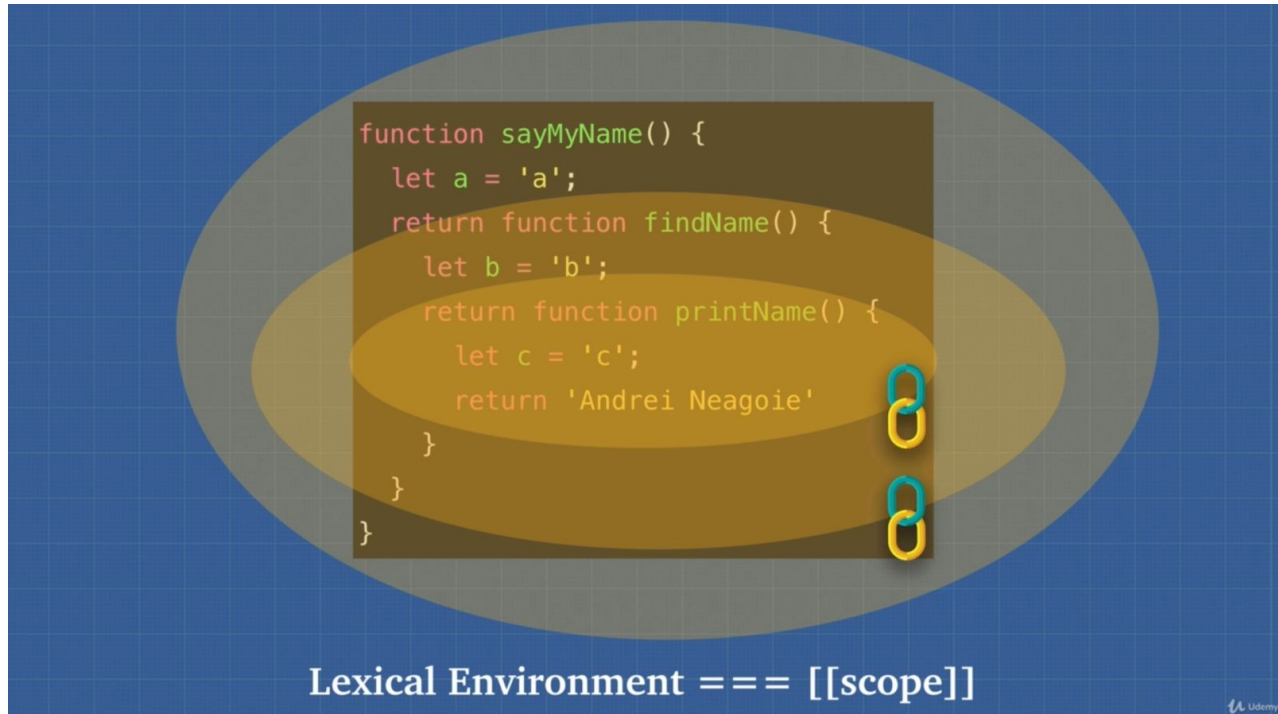 function sayMyName() {
let a = 'a';
return function findName() {
let b = 'b';
return function printName() {
let c = 'c';
return 'Andrei Neagoie'
}
}
}
Lexical Environment === [[scope]]
Udemy